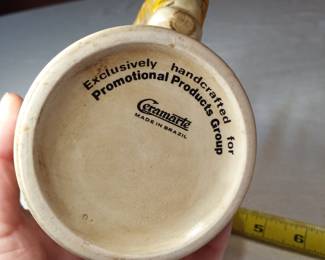 Exclusively handcrafted for
Promotional Products Group
Ceramarte
MADE IN BRAZIL
5 6